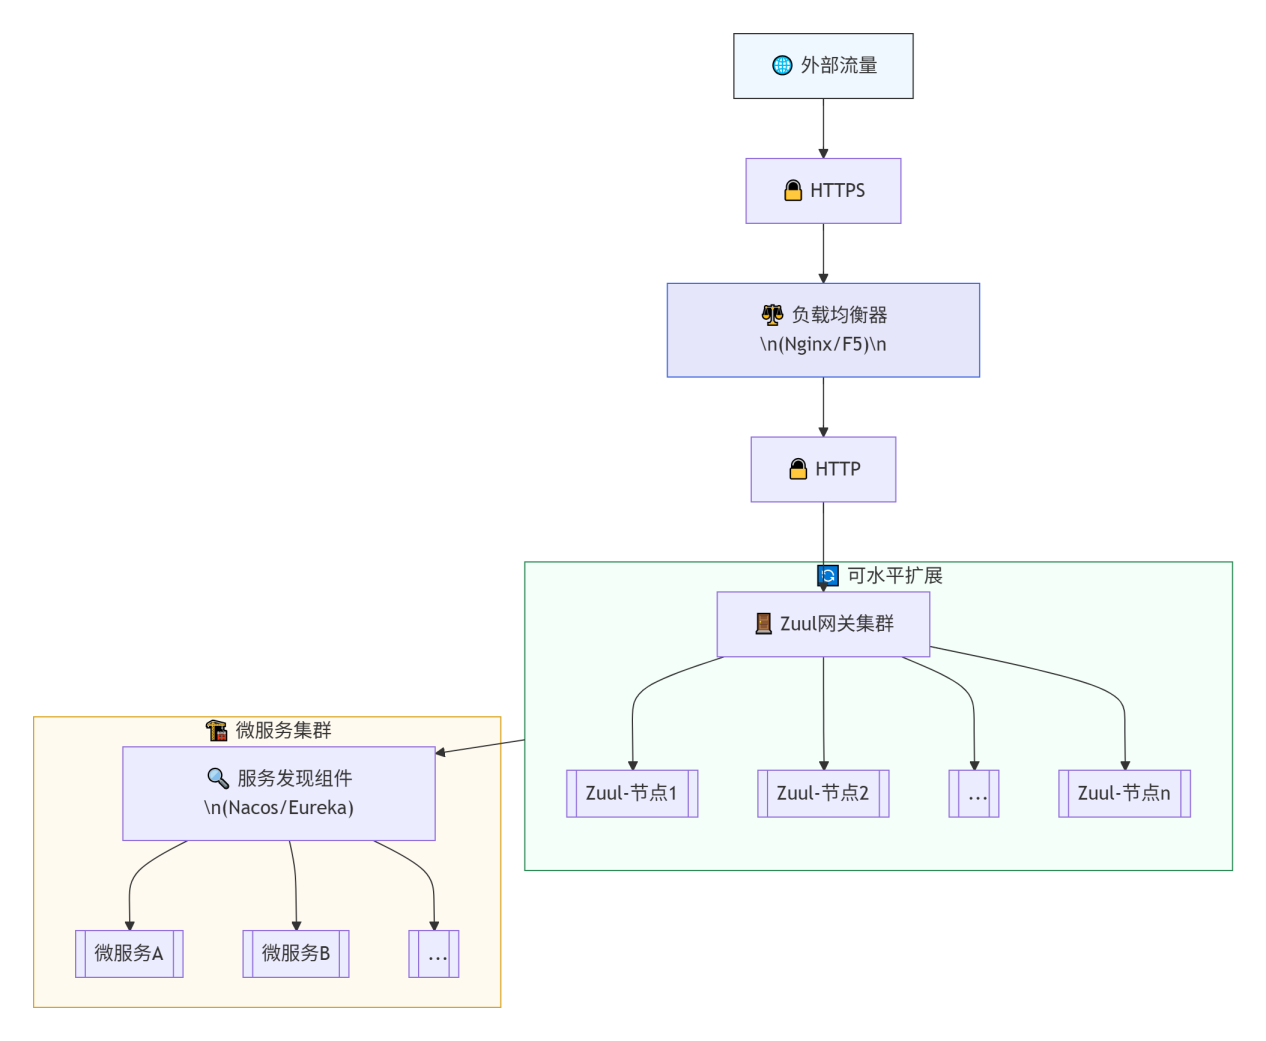 🌐 外部流量
🔒 HTTPS
⚖️ 负载均衡器
\n(Nginx/F5)\n
🔒 HTTP
🔄 可水平扩展
🚪 Zuul网关集群
Zuul-节点1
Zuul-节点2
...
Zuul-节点n
🏗️ 微服务集群
🔍 服务发现组件
\n(Nacos/Eureka)
微服务A
微服务B
...